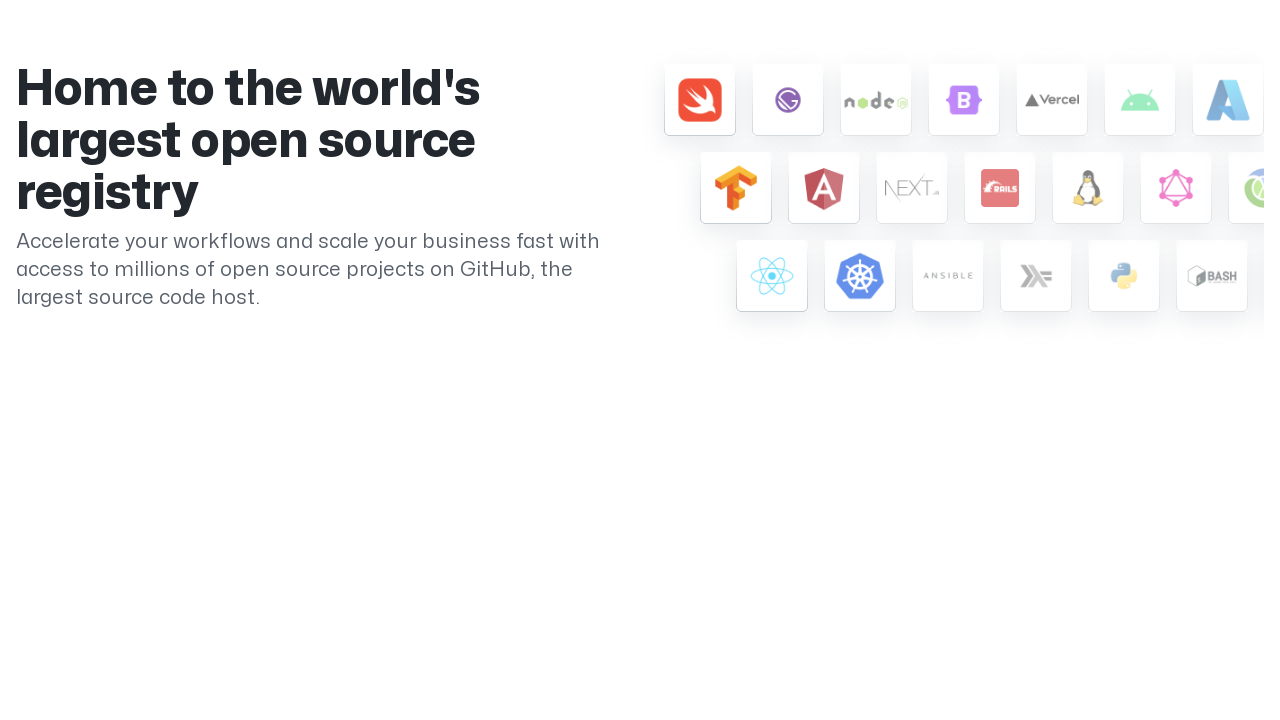 Home to the world's
largest open source
registry
Accelerate your workflows and scale your business fast with
access to millions of open source projects on GitHub, the
largest source code host.
node
B
Vercel
NEXT
RAILS
ANSIBLE
BASH